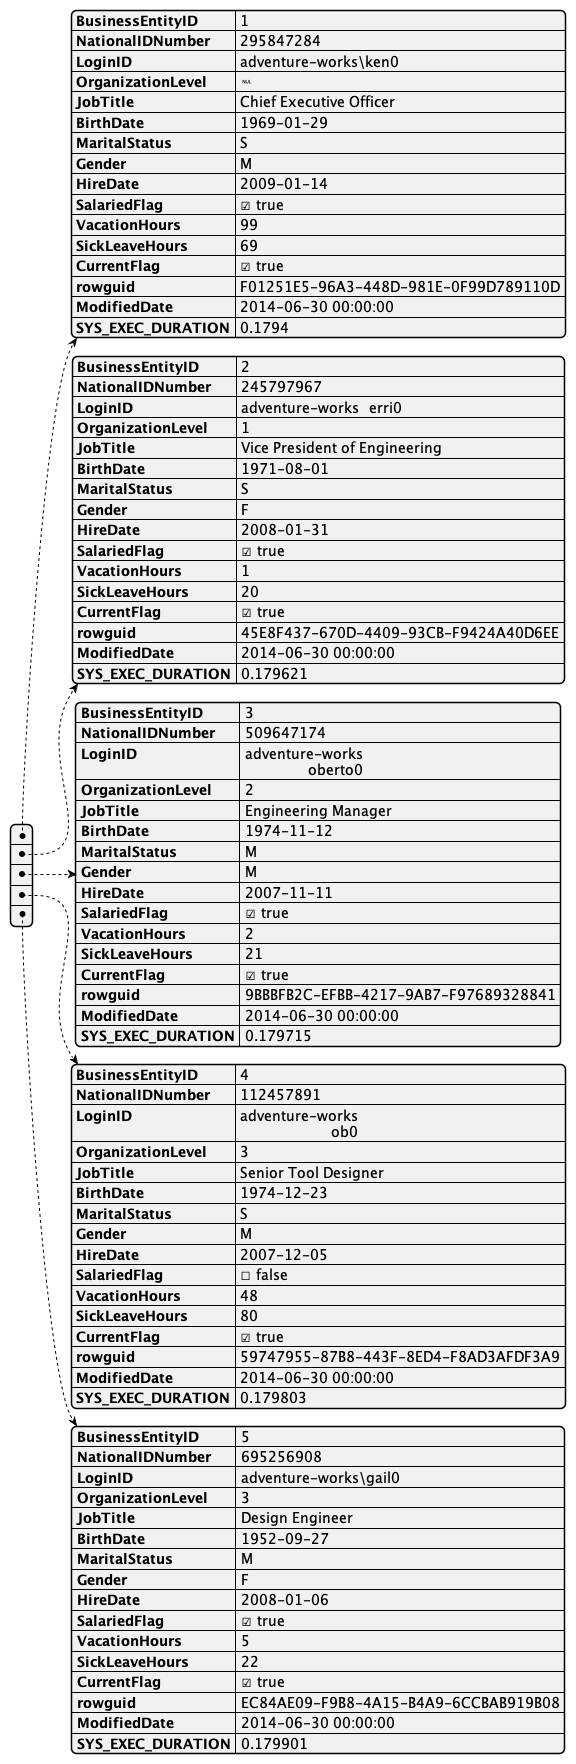 BusinessEntityID 1
NationalIDNumber 295847284
LoginID adventure-works\ken0
OrganizationLevel ␀
JobTitle Chief Executive Officer
BirthDate 1969-01-29
MaritalStatus S
Gender M
HireDate 2009-01-14
SalariedFlag ☑ true
VacationHours 99
SickLeaveHours 69
CurrentFlag ☑ true
rowguid F01251E5-96A3-448D-981E-0F99D789110D
ModifiedDate 2014-06-30 00:00:00
SYS_EXEC_DURATION 0.1794
BusinessEntityID 2
NationalIDNumber 245797967
LoginID adventure-works erri0
OrganizationLevel 1
JobTitle Vice President of Engineering
BirthDate 1971-08-01
MaritalStatus S
Gender F
HireDate 2008-01-31
SalariedFlag ☑ true
VacationHours 1
SickLeaveHours 20
CurrentFlag ☑ true
rowguid 45E8F437-670D-4409-93CB-F9424A40D6EE
ModifiedDate 2014-06-30 00:00:00
SYS_EXEC_DURATION 0.179621
BusinessEntityID 3
NationalIDNumber 509647174
LoginID adventure-works
oberto0
OrganizationLevel 2
JobTitle Engineering Manager
BirthDate 1974-11-12
MaritalStatus M
Gender M
HireDate 2007-11-11
SalariedFlag ☑ true
VacationHours 2
SickLeaveHours 21
CurrentFlag ☑ true
rowguid 9BBBFB2C-EFBB-4217-9AB7-F97689328841
ModifiedDate 2014-06-30 00:00:00
SYS_EXEC_DURATION 0.179715
BusinessEntityID 4
NationalIDNumber 112457891
LoginID adventure-works
ob0
OrganizationLevel 3
JobTitle Senior Tool Designer
BirthDate 1974-12-23
MaritalStatus S
Gender M
HireDate 2007-12-05
SalariedFlag ☐ false
VacationHours 48
SickLeaveHours 80
CurrentFlag ☑ true
rowguid 59747955-87B8-443F-8ED4-F8AD3AFDF3A9
ModifiedDate 2014-06-30 00:00:00
SYS_EXEC_DURATION 0.179803
BusinessEntityID 5
NationalIDNumber 695256908
LoginID adventure-works\gail0
OrganizationLevel 3
JobTitle Design Engineer
BirthDate 1952-09-27
MaritalStatus M
Gender F
HireDate 2008-01-06
SalariedFlag ☑ true
VacationHours 5
SickLeaveHours 22
CurrentFlag ☑ true
rowguid EC84AE09-F9B8-4A15-B4A9-6CCBAB919B08
ModifiedDate 2014-06-30 00:00:00
SYS_EXEC_DURATION 0.179901